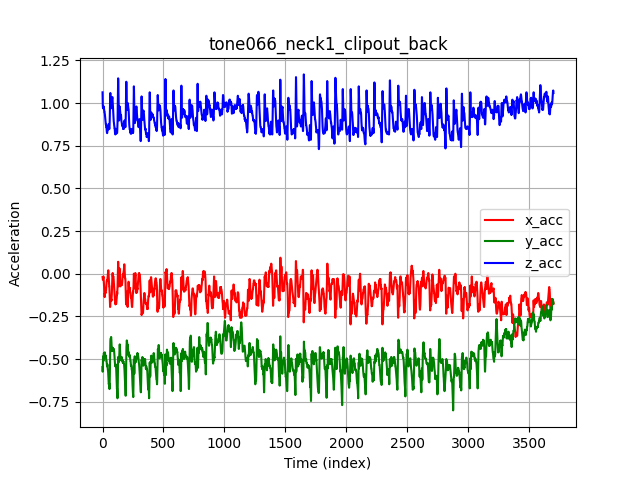 tone066_neck1_clipout_back
1.25
1.00
0.75
0.50
0.25
0.00
−0.25
−0.50
−0.75
Acceleration
x_acc
y_acc
z_acc
0 500 1000 1500 2000 2500 3000 3500
Time (index)